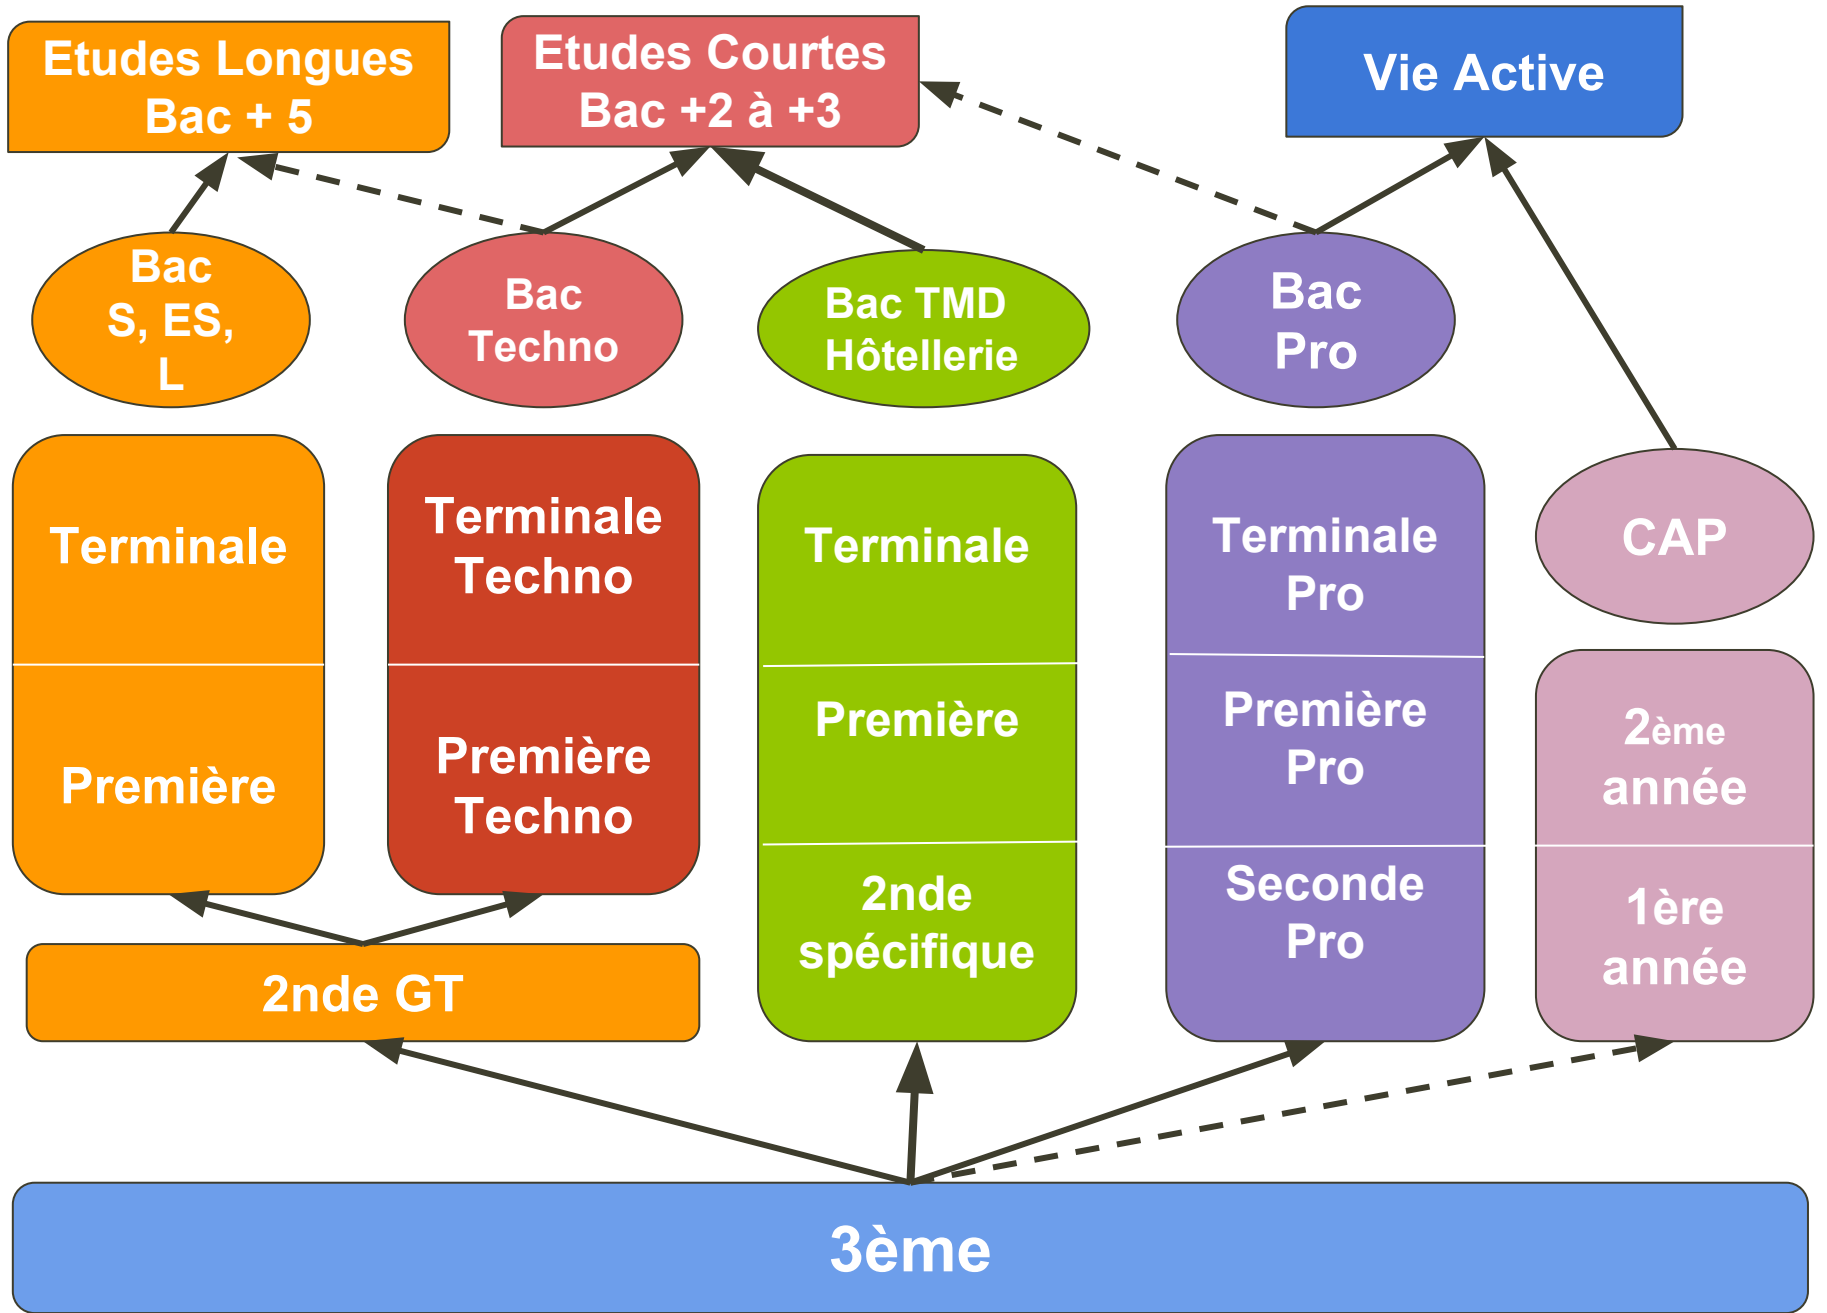 Etudes Longues
Bac + 5
Etudes Courtes
Bac +2 à +3
Vie Active
Bac
S, ES,
L
Bac
Techno
Bac TMD
Hôtellerie
Bac
Pro
CAP
Terminale
Première
Terminale
Techno
Première
Techno
Terminale
Première
2nde
spécifique
Terminale
Pro
Première
Pro
Seconde
Pro
2ème
année
1ère
année
2nde GT
3ème